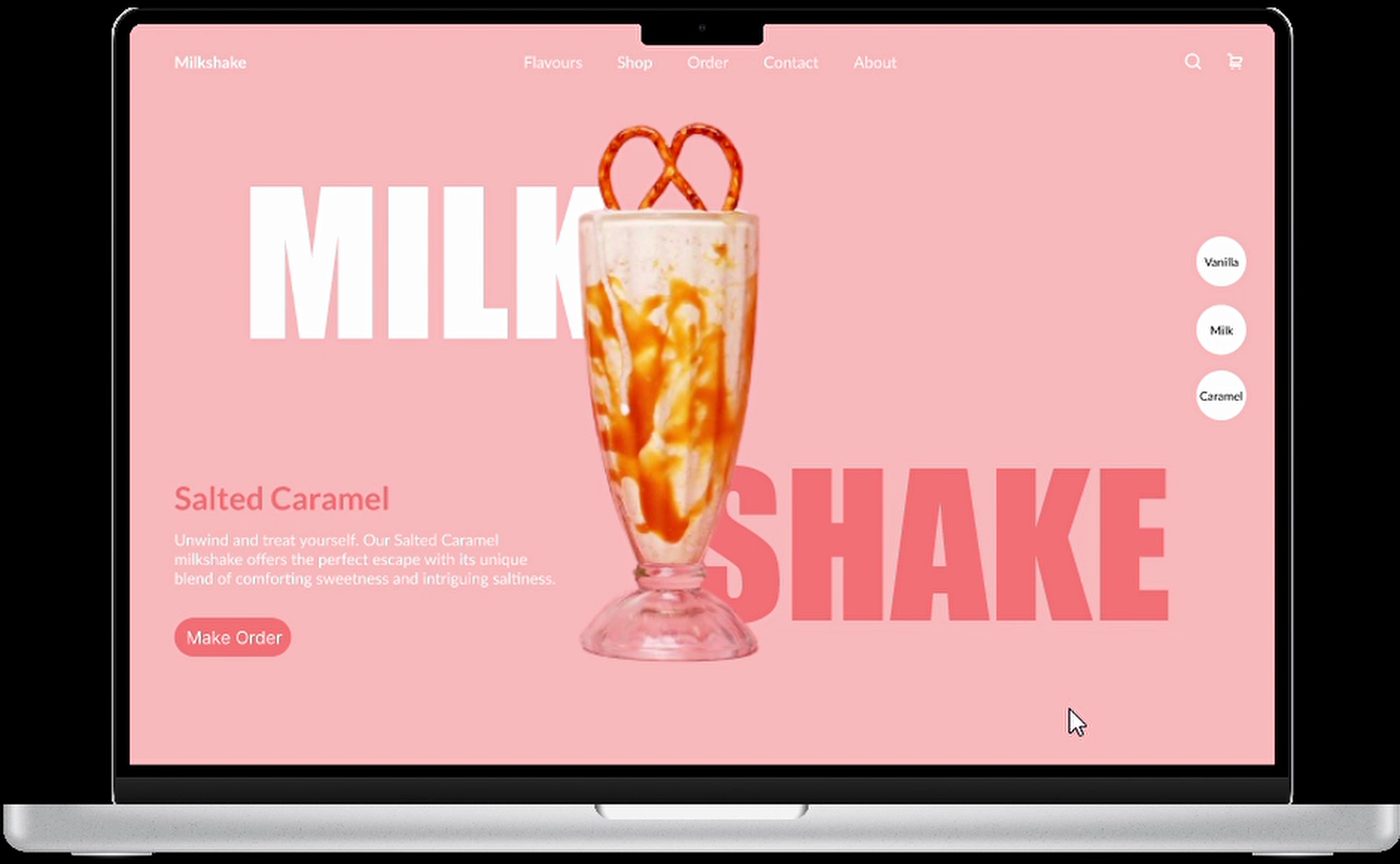 Milkshake
Flavours
Shop
Order
Contact
About
MILK
Vanilla
Milk
Caramel
SHAKE
Salted Caramel
Unwind and treat yourself. Our Salted Caramel
milkshake offers the perfect escape with its unique
blend of comforting sweetness and intriguing saltiness.
Make Order